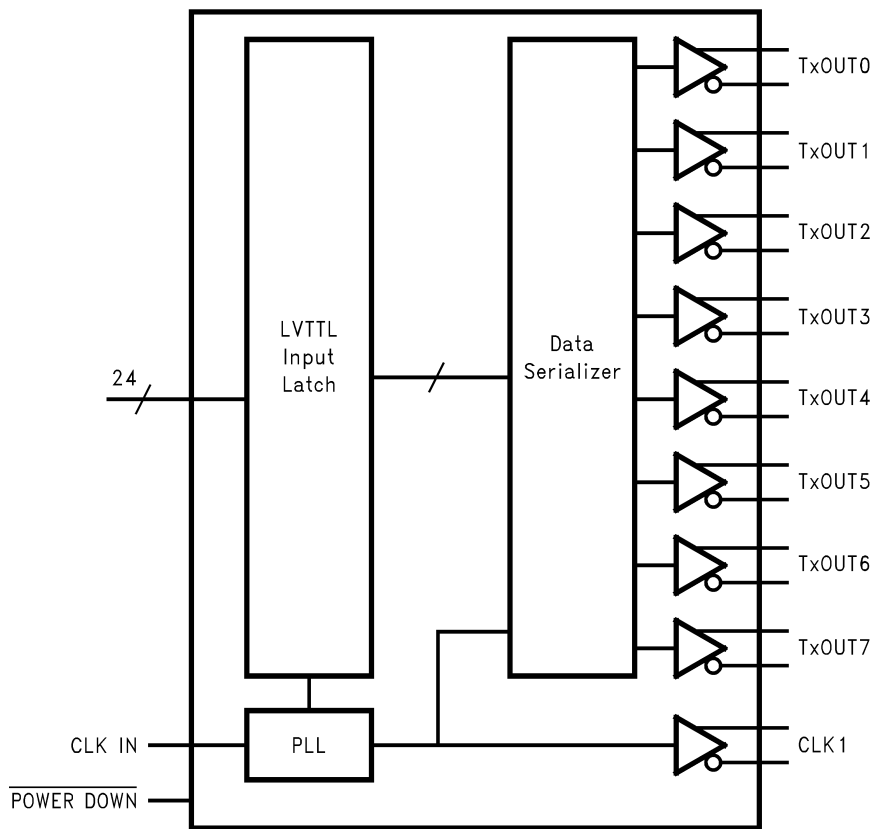 TxOUT0
TxOUT1
TxOUT2
TxOUT3
TxOUT4
TxOUT5
TxOUT6
TxOUT7
CLK1
LVTTL
Input
Latch
Data
Serializer
24
CLK IN
PLL
POWER DOWN